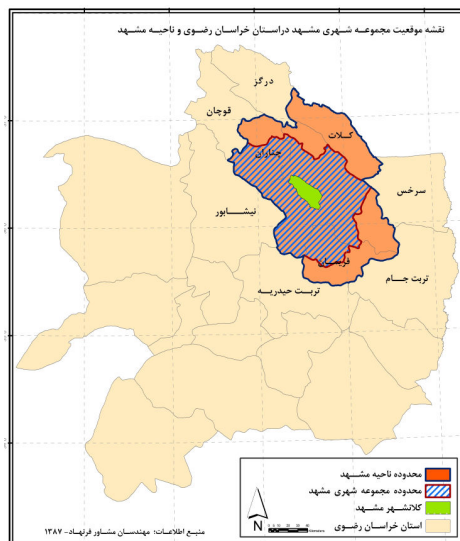 نقشه موقعیت مجموعه شهری مشهد دراستان خراسان رضوی و ناحیه مشهد
درگز
قوچان
کلات
چناران
سرخس
نیشابور
فریمان
تربت جام
تربت حیدریه
محدوده ناحیه مشهد
محدوده مجموعه شهری مشهد
کلانشهر مشهد
استان خراسان رضوی
N
منبع اطلاعات: مهندسان مشاور فرنهاد- ۱۳۸۷